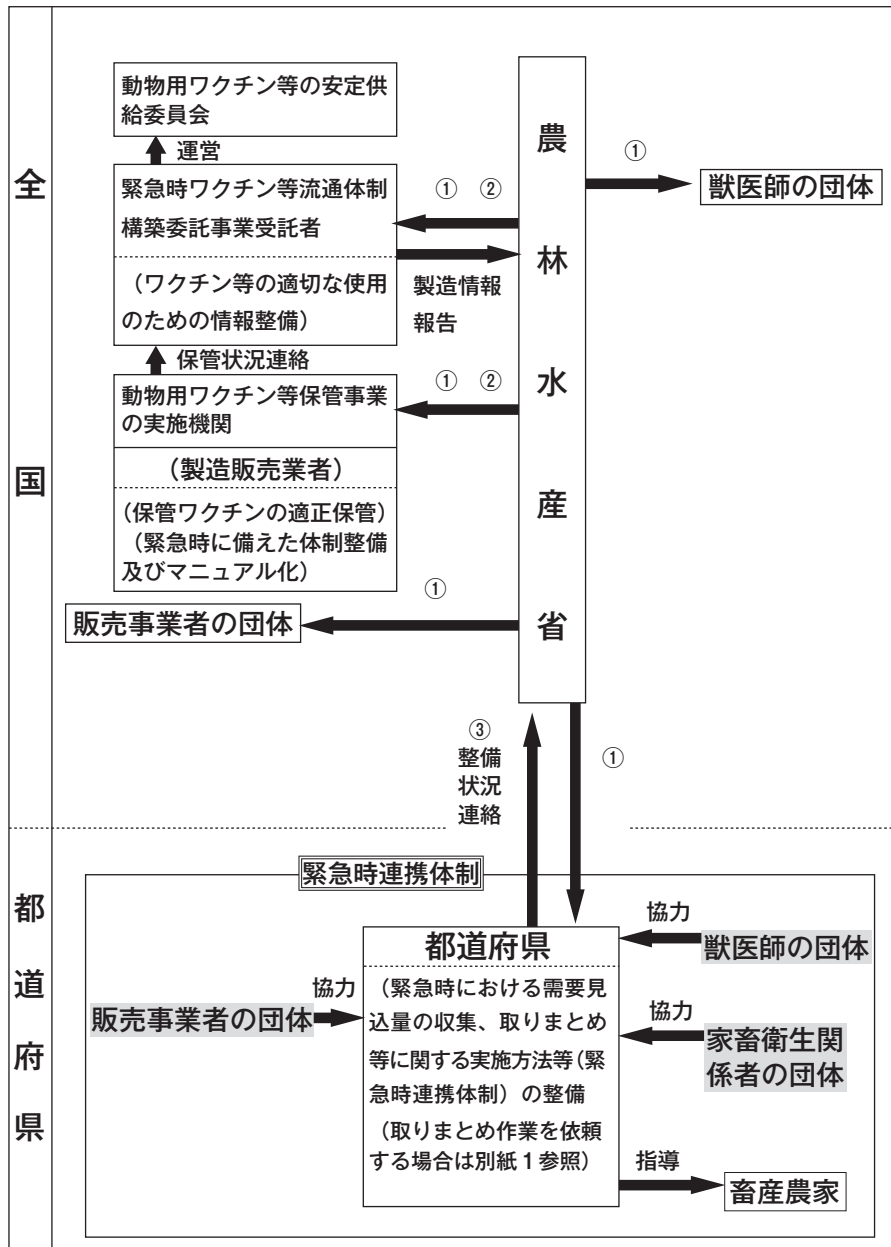 全国
動物用ワクチン等の安定供
給委員会
運営
緊急時ワクチン等流通体制
構築委託事業受託者
（ワクチン等の適切な使用
のための情報整備）
保管状況連絡
動物用ワクチン等保管事業
の実施機関
（製造販売業者）
（保管ワクチンの適正保管）
（緊急時に備えた体制整備
及びマニュアル化）
販売事業者の団体
① ②
製造情報
報告
① ②
①
農林水産省
①
獣医師の団体
③
整備
状況
連絡
①
都道府県
緊急時連携体制
販売事業者の団体
協力
都道府県
（緊急時における需要見
込量の収集、取りまとめ
等に関する実施方法等（緊
急時連携体制）の整備
（取りまとめ作業を依頼
する場合は別紙１参照）
協力
獣医師の団体
協力
家畜衛生関
係者の団体
指導
畜産農家